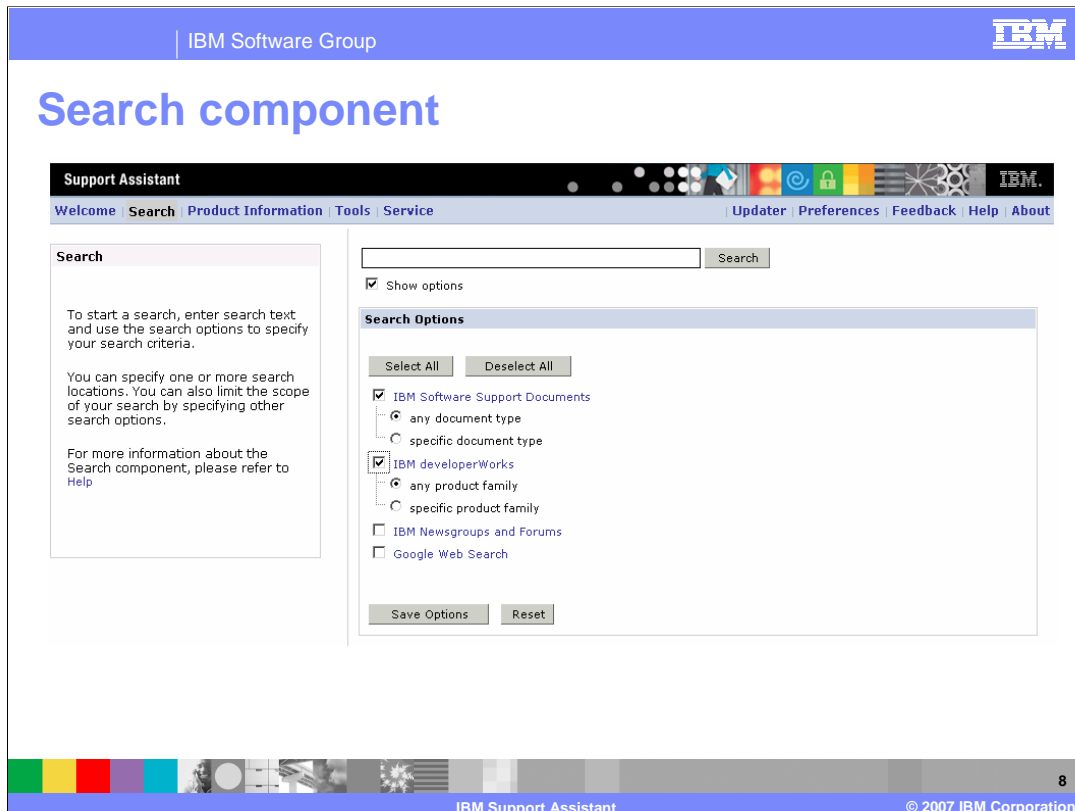 IBM Software Group
IBM
Search component
Support Assistant
IBM.
Welcome | Search | Product Information | Tools | Service | Updater | Preferences | Feedback | Help | About
Search
To start a search, enter search text
and use the search options to specify
your search criteria.
You can specify one or more search
locations. You can also limit the scope
of your search by specifying other
search options.
For more information about the
Search component, please refer to
Help
Search
Show options
Search Options
Select All Deselect All
IBM Software Support Documents
any document type
specific document type
IBM developerWorks
any product family
specific product family
IBM Newsgroups and Forums
Google Web Search
Save Options Reset
8
IBM Support Assistant
© 2007 IBM Corporation